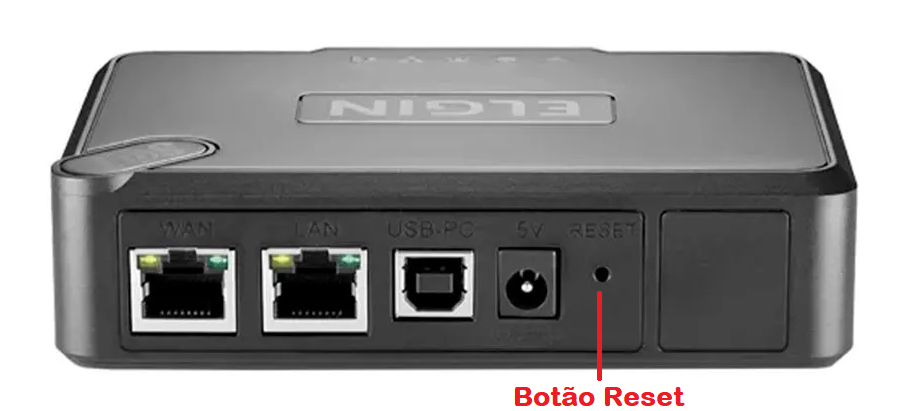 ELGIN
WAN LAN USB-PC 5V RESET
Botão Reset